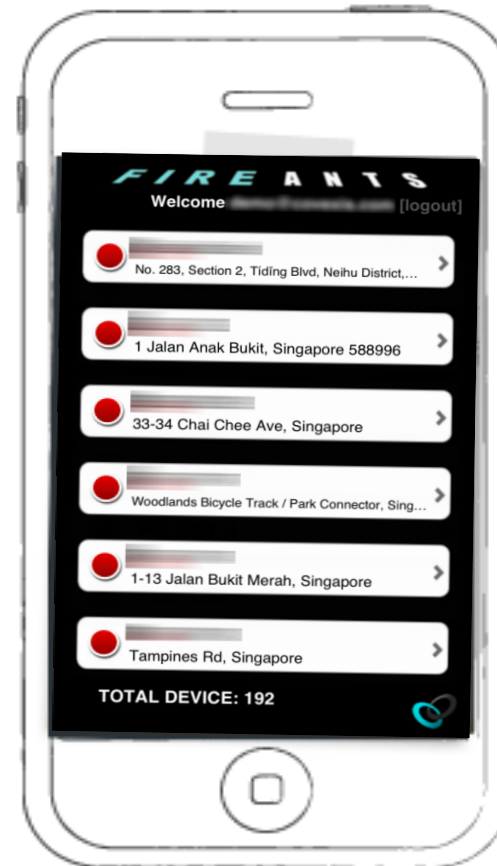 FIRE ANTS
Welcome [logout]
No. 283, Section 2, Tiding Blvd, Neihu District,...
1 Jalan Anak Bukit, Singapore 588996
33-34 Chai Chee Ave, Singapore
Woodlands Bicycle Track / Park Connector, Sing...
1-13 Jalan Bukit Merah, Singapore
Tampines Rd, Singapore
TOTAL DEVICE: 192